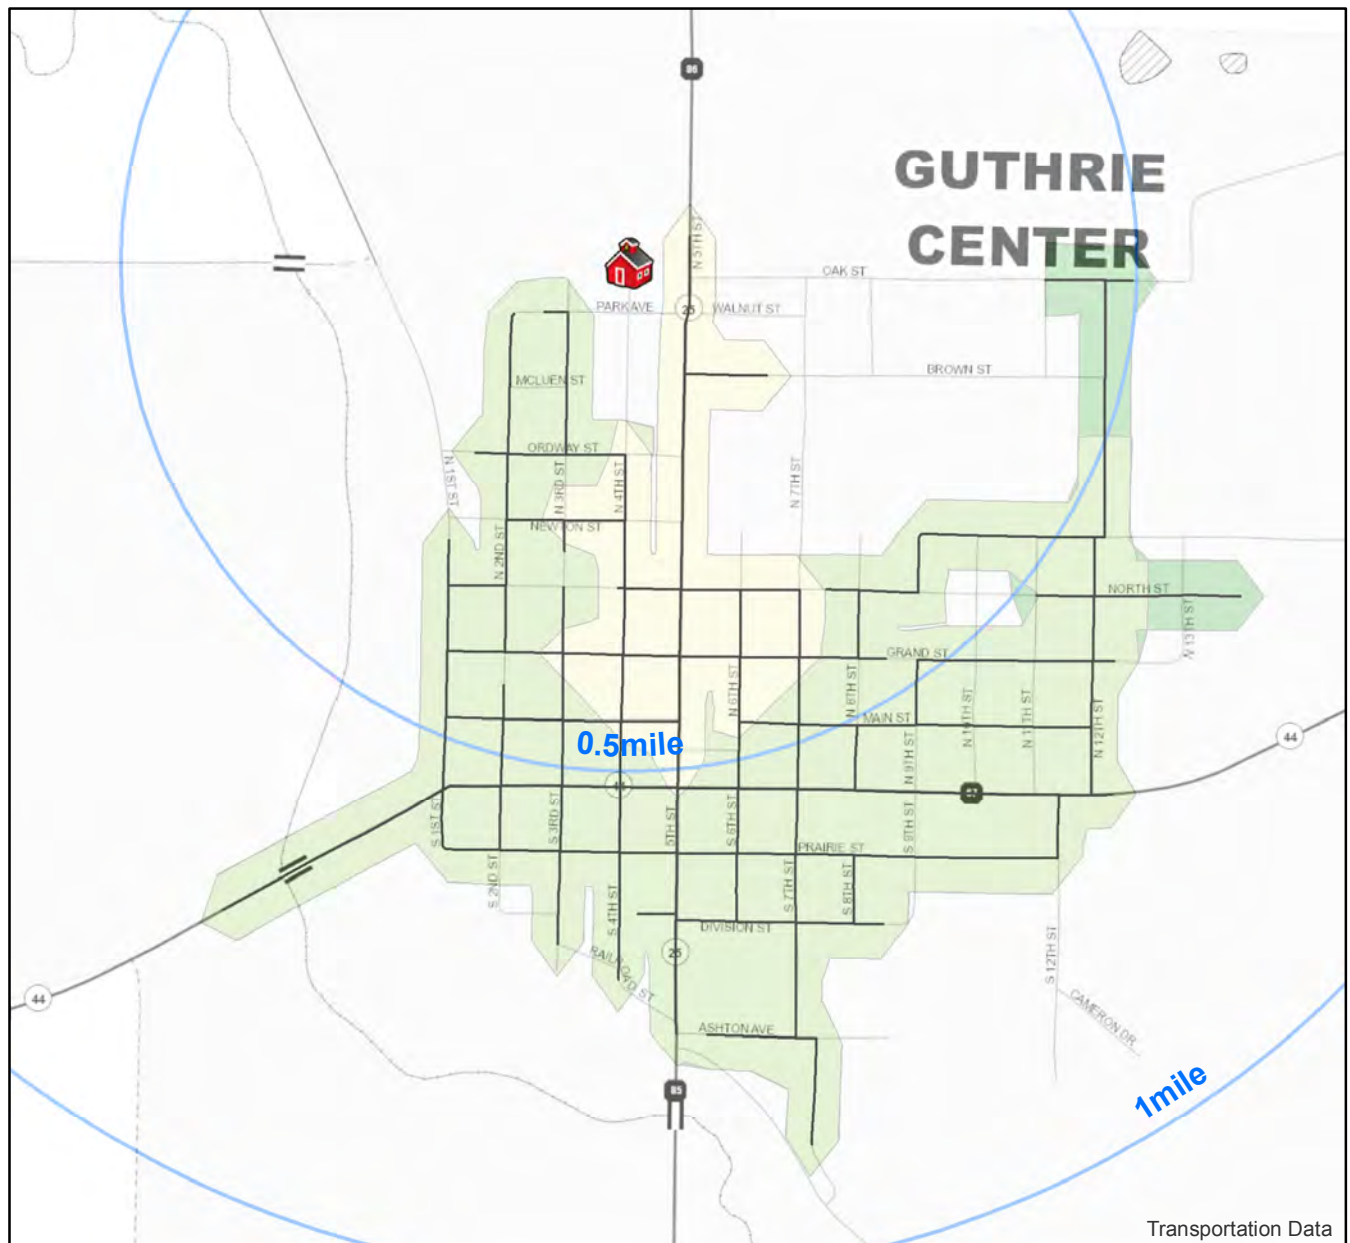 96
GUTHRIE
CENTER
N 5TH ST
OAK ST
PARK AVE
25
WALNUT ST
BROWN ST
MCLUEN ST
ORDWAY ST
N 1ST ST
N 3RD ST
N 4TH ST
N 7TH ST
NEWTON ST
N 2ND ST
NORTH ST
N 13TH ST
GRAND ST
N 6TH ST
N 8TH ST
MAIN ST
N 10TH ST
N 11TH ST
N 12TH ST
44
0.5mile
N 9TH ST
44
S 1ST ST
S 3RD ST
5TH ST
S 6TH ST
S 9TH ST
PRAIRIE ST
S 2ND ST
S 4TH ST
S 7TH ST
S 8TH ST
DIVISION ST
25
RAILROAD ST
S 12TH ST
44
CAMERON DR
ASHTON AVE
85
1mile
Transportation Data